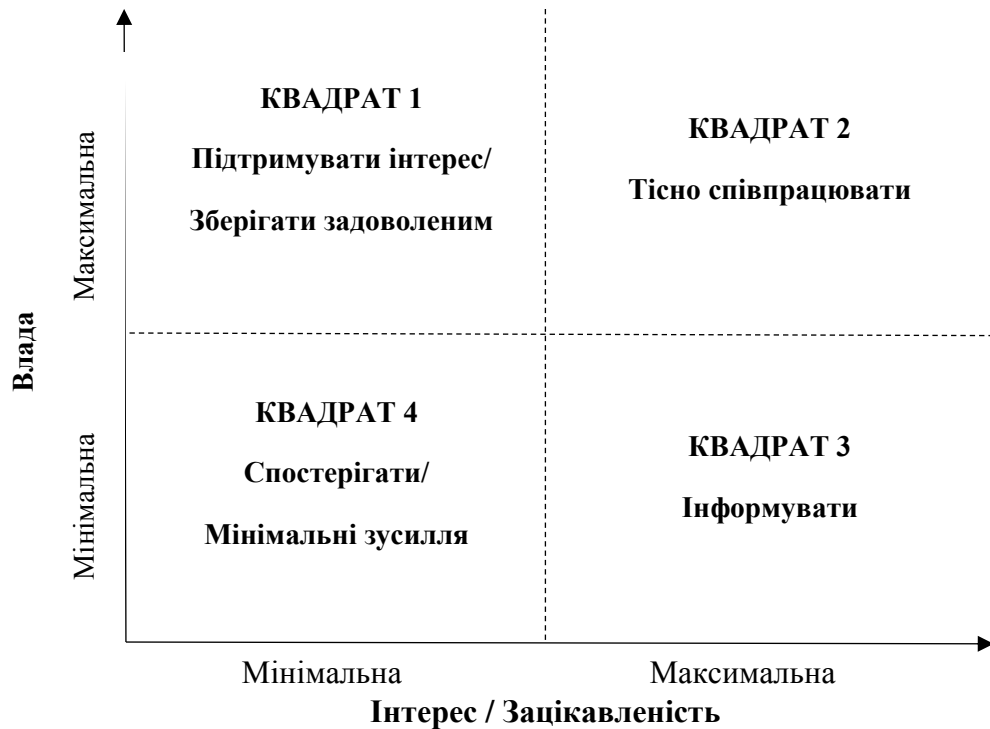 КВАДРАТ 1
Підтримувати інтерес/
Зберігати задоволеним
КВАДРАТ 2
Тісно співпрацювати
Максимальна
Влада
КВАДРАТ 4
Спостерігати/
Мінімальні зусилля
КВАДРАТ 3
Інформувати
Мінімальна
Мінімальна
Максимальна
Інтерес / Зацікавленість